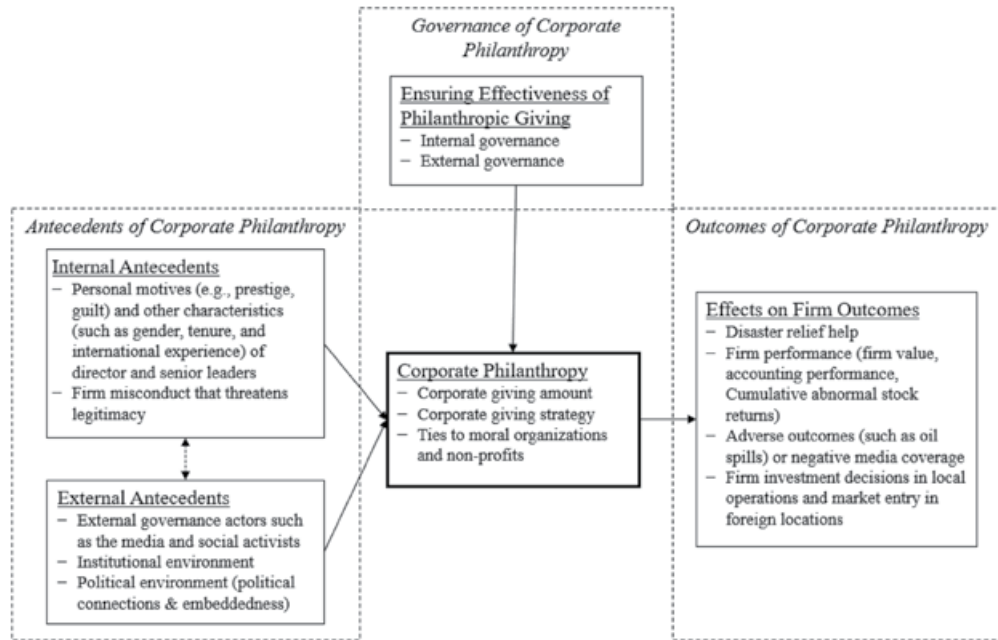 Governance of Corporate
Philanthropy
Ensuring Effectiveness of
Philanthropic Giving
– Internal governance
– External governance
Antecedents of Corporate Philanthropy
Internal Antecedents
– Personal motives (e.g., prestige,
guilt) and other characteristics
(such as gender, tenure, and
international experience) of
director and senior leaders
– Firm misconduct that threatens
legitimacy
External Antecedents
– External governance actors such
as the media and social activists
– Institutional environment
– Political environment (political
connections & embeddedness)
Corporate Philanthropy
– Corporate giving amount
– Corporate giving strategy
– Ties to moral organizations
and non-profits
Outcomes of Corporate Philanthropy
Effects on Firm Outcomes
– Disaster relief help
– Firm performance (firm value,
accounting performance,
Cumulative abnormal stock
returns)
– Adverse outcomes (such as oil
spills) or negative media coverage
– Firm investment decisions in local
operations and market entry in
foreign locations